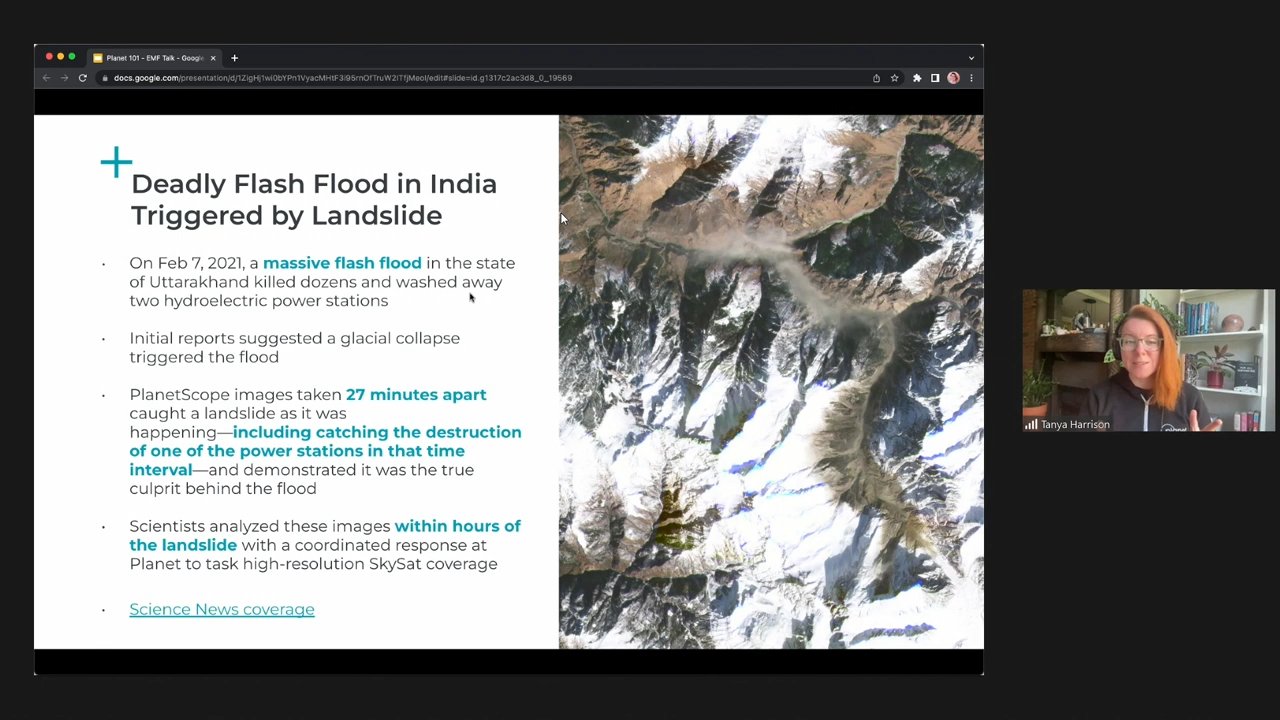 Planet 101 - EMF Talk - Google
docs.google.com/presentation/d/1ZigHj1wi0bYPn1VyacMHtF3i95rnOfTruW2ITfjMeoI/edit#slide=id.g1317c2ac3d8_0_19569
Deadly Flash Flood in India
Triggered by Landslide
· On Feb 7, 2021, a massive flash flood in the state
of Uttarakhand killed dozens and washed away
two hydroelectric power stations
· Initial reports suggested a glacial collapse
triggered the flood
· PlanetScope images taken 27 minutes apart
caught a landslide as it was
happening—including catching the destruction
of one of the power stations in that time
interval—and demonstrated it was the true
culprit behind the flood
· Scientists analyzed these images within hours of
the landslide with a coordinated response at
Planet to task high-resolution SkySat coverage
· Science News coverage
planet
Tanya Harrison